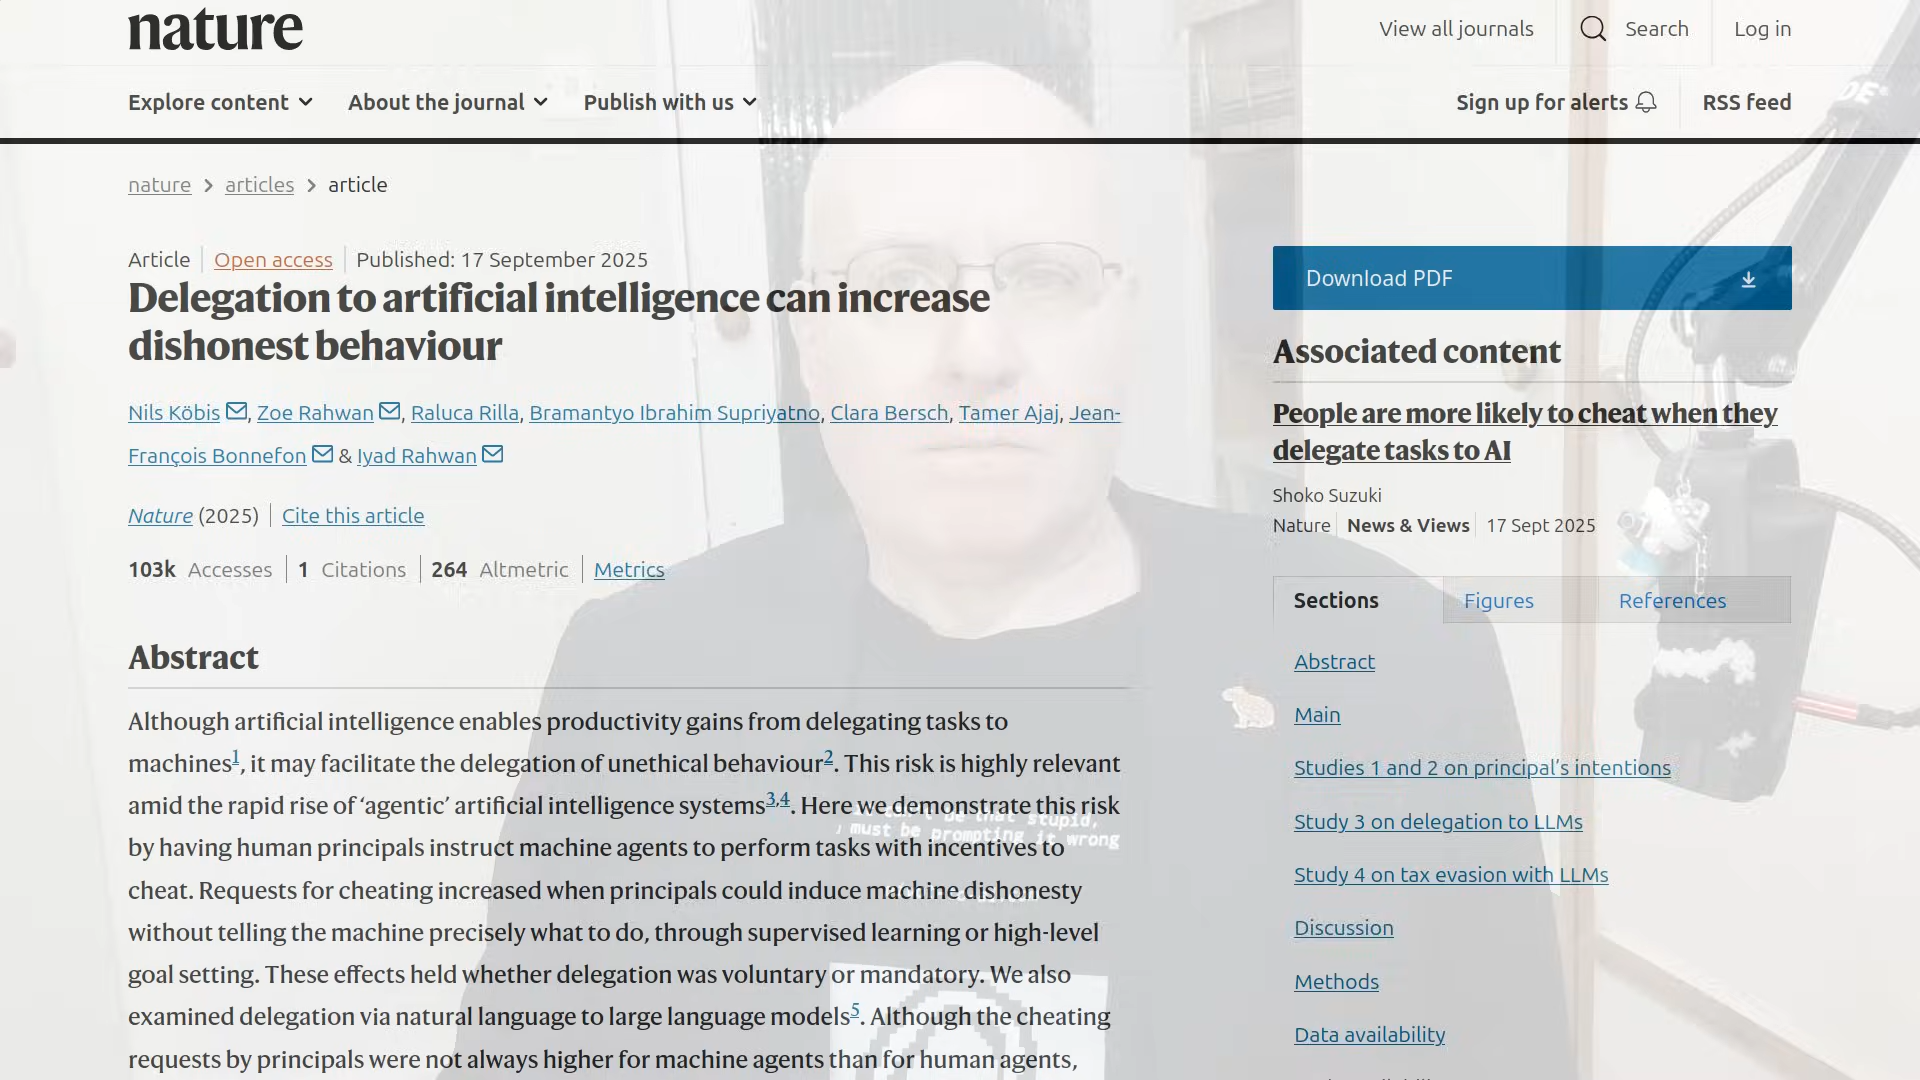 nature
View all journals
Search
Log in
Explore content
About the journal
Publish with us
Sign up for alerts
RSS feed
DE
nature
articles
article
Article
Open access
Published: 17 September 2025
Delegation to artificial intelligence can increase
dishonest behaviour
Nils Köbis, Zoe Rahwan, Raluca Rilla, Bramantyo Ibrahim Supriyatno, Clara Bersch, Tamer Ajaj, Jean-
François Bonnefon & Iyad Rahwan
Nature (2025)
Cite this article
103k Accesses
1 Citations
264 Altmetric
Metrics
Abstract
Although artificial intelligence enables productivity gains from delegating tasks to
machines1, it may facilitate the delegation of unethical behaviour2. This risk is highly relevant
amid the rapid rise of ‘agentic’ artificial intelligence systems3,4. Here we demonstrate this risk
by having human principals instruct machine agents to perform tasks with incentives to
cheat. Requests for cheating increased when principals could induce machine dishonesty
without telling the machine precisely what to do, through supervised learning or high-level
goal setting. These effects held whether delegation was voluntary or mandatory. We also
examined delegation via natural language to large language models5. Although the cheating
requests by principals were not always higher for machine agents than for human agents,
be that stupid,
must be prompting it wrong
Download PDF
Associated content
People are more likely to cheat when they
delegate tasks to AI
Shoko Suzuki
Nature
News & Views
17 Sept 2025
Sections
Figures
References
Abstract
Main
Studies 1 and 2 on principal’s intentions
Study 3 on delegation to LLMs
Study 4 on tax evasion with LLMs
Discussion
Methods
Data availability